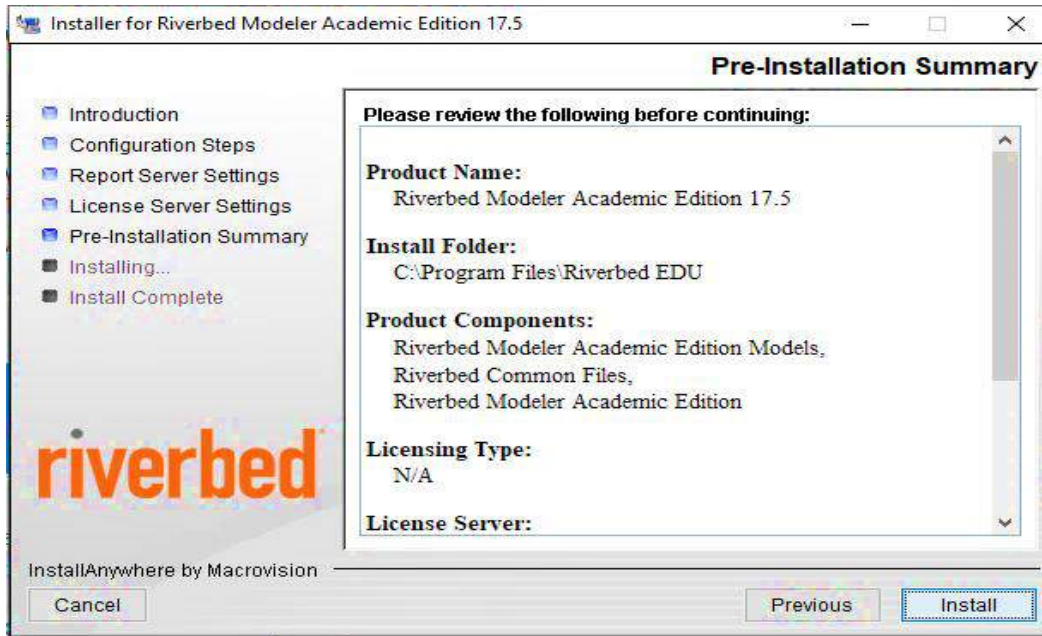 Installer for Riverbed Modeler Academic Edition 17.5
Pre-Installation Summary
Introduction
Configuration Steps
Report Server Settings
License Server Settings
Pre-Installation Summary
Installing...
Install Complete
riverbed
Please review the following before continuing:
Product Name:
Riverbed Modeler Academic Edition 17.5
Install Folder:
C:\Program Files\Riverbed EDU
Product Components:
Riverbed Modeler Academic Edition Models,
Riverbed Common Files,
Riverbed Modeler Academic Edition
Licensing Type:
N/A
License Server:
InstallAnywhere by Macrovision
Cancel
Previous
Install